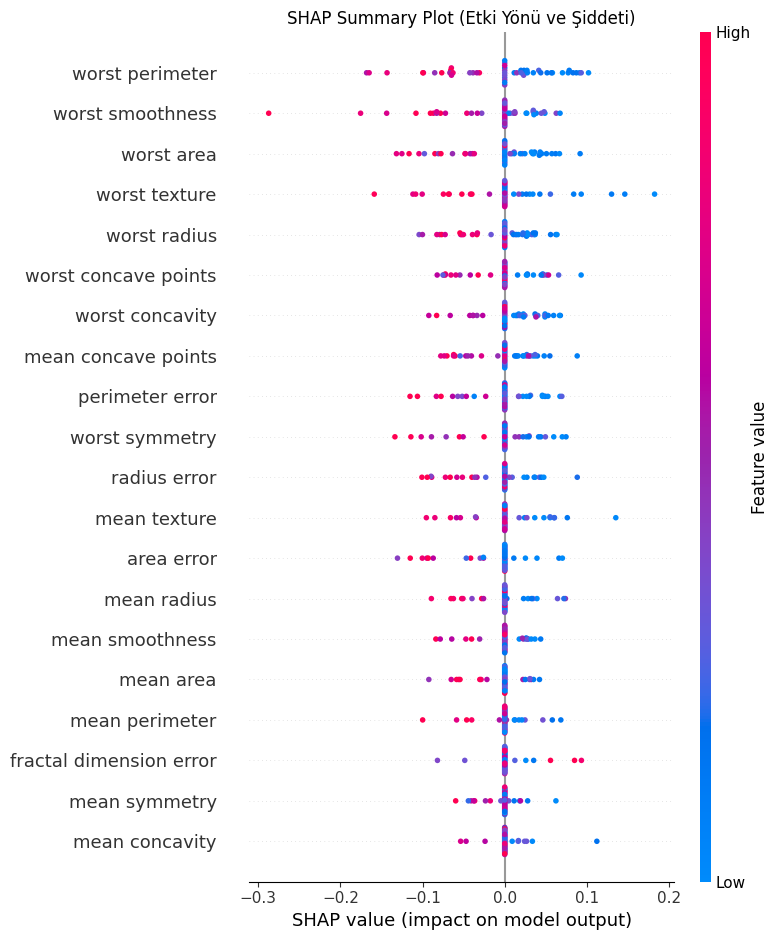 SHAP Summary Plot (Etki Yönü ve Şiddeti)
High
worst perimeter
worst smoothness
worst area
worst texture
worst radius
worst concave points
worst concavity
mean concave points
perimeter error
worst symmetry
radius error
mean texture
area error
mean radius
mean smoothness
mean area
mean perimeter
fractal dimension error
mean symmetry
mean concavity
Feature value
Low
−0.3 −0.2 −0.1 0.0 0.1 0.2
SHAP value (impact on model output)